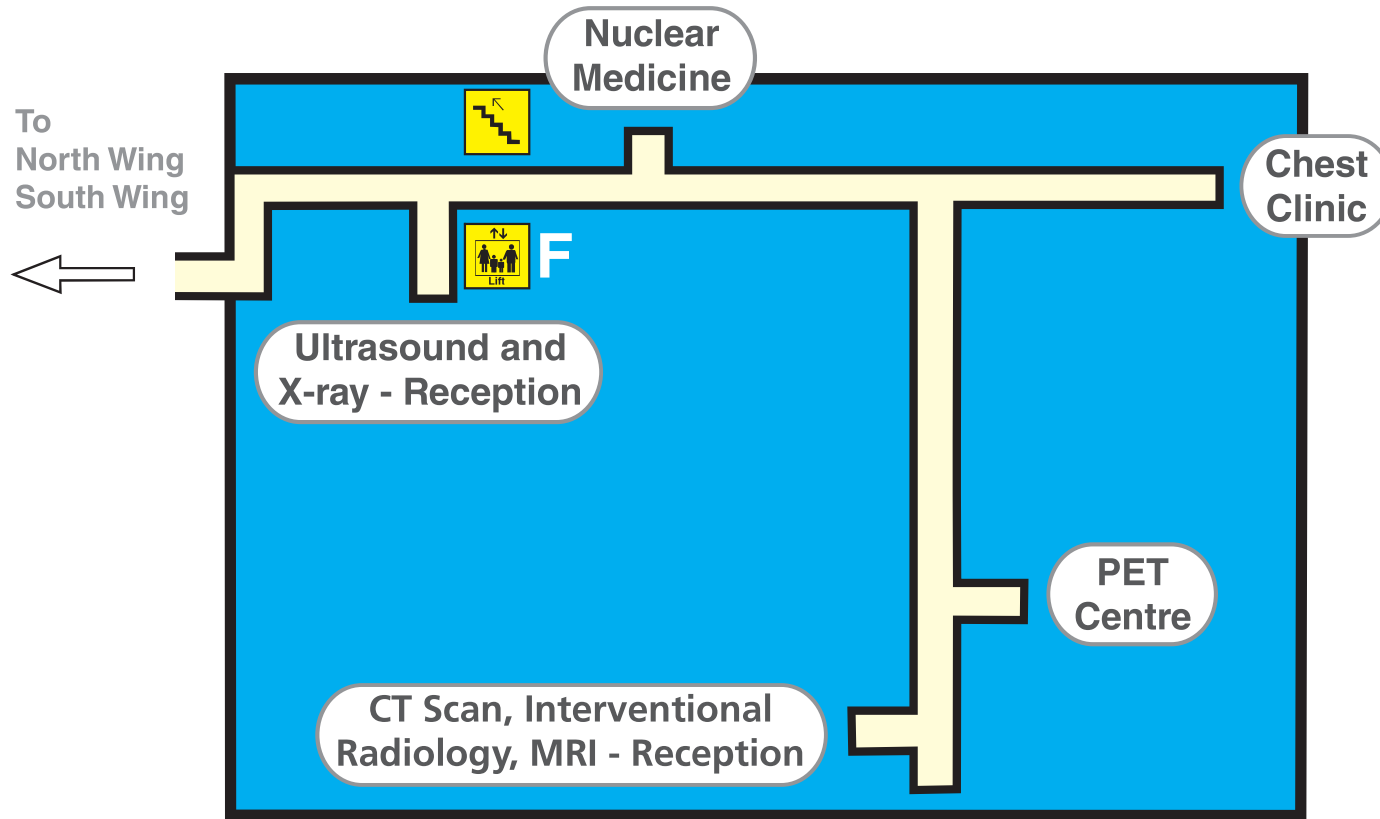 Nuclear
Medicine
To
North Wing
South Wing
Chest
Clinic
Lift
F
Ultrasound and
X-ray - Reception
PET
Centre
CT Scan, Interventional
Radiology, MRI - Reception